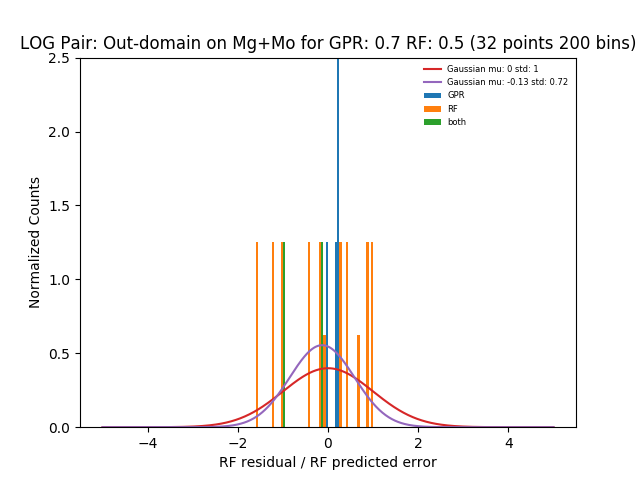 LOG Pair: Out-domain on Mg+Mo for GPR: 0.7 RF: 0.5 (32 points 200 bins)
2.5
2.0
1.5
1.0
0.5
0.0
Normalized Counts
Gaussian mu: 0 std: 1
Gaussian mu: -0.13 std: 0.72
GPR
RF
both
−4
−2
0
2
4
RF residual / RF predicted error